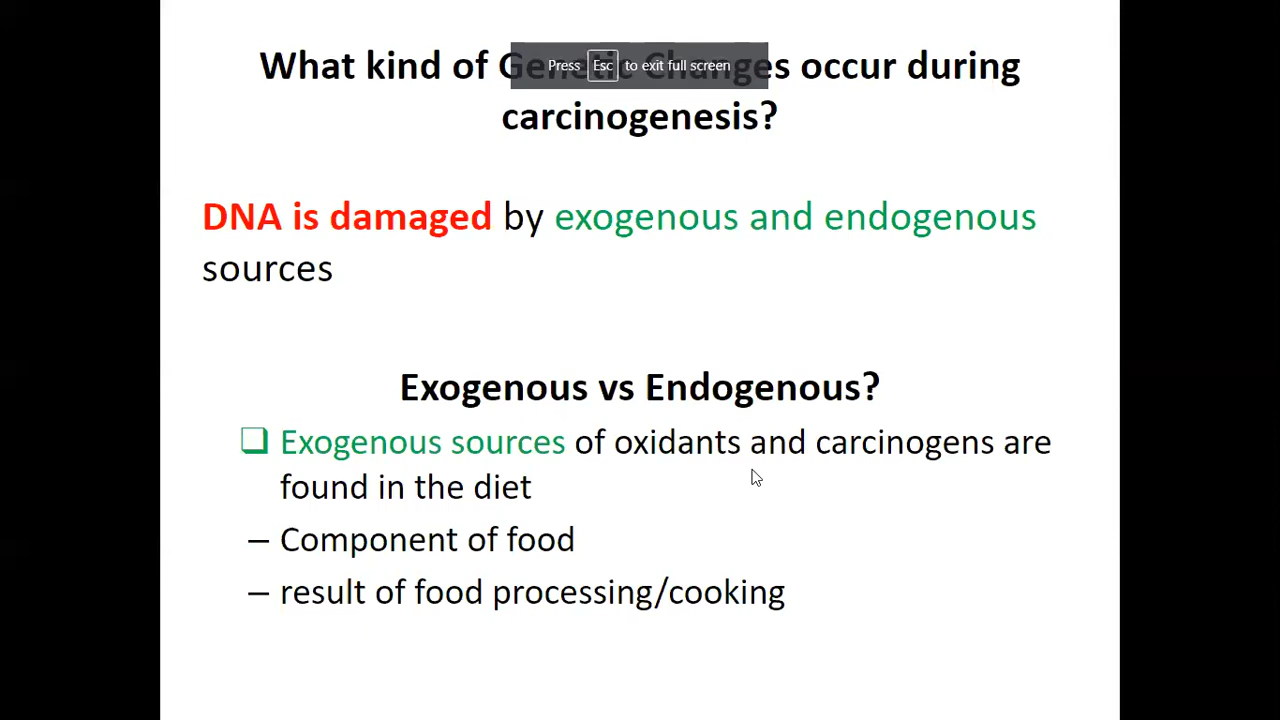 What kind of Genetic Changes occur during
Press Esc to exit full screen
carcinogenesis?
DNA is damaged by exogenous and endogenous
sources
Exogenous vs Endogenous?
Exogenous sources of oxidants and carcinogens are
found in the diet
– Component of food
– result of food processing/cooking